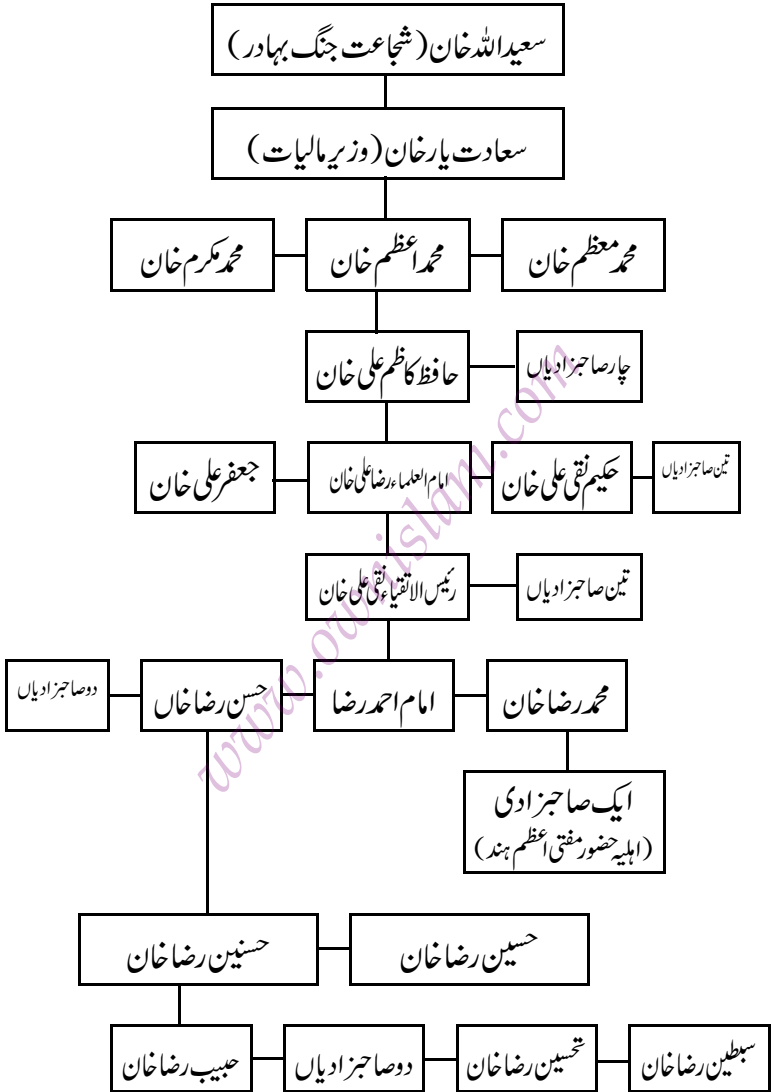 سعیداللہ خان (شجاعت جنگ بہادر)
سعادت یار خان (وزیر مالیات)
محمد معظم خان
محمد اعظم خان
محمد مکرم خان
چار صاحبزادیاں
حافظ کاظم علی خان
تین صاحبزادیاں
حکیم نقی علی خان
امام العلماء رضا علی خان
جعفر علی خان
تین صاحبزادیاں
رئیس الاتقیاء نقی علی خان
محمد رضا خان
امام احمد رضا
حسن رضا خاں
دو صاحبزادیاں
ایک صاحبزادی
(اہلیہ حضور مفتی اعظم ہند)
حسین رضا خان
حسنین رضا خان
سبطین رضا خان
تحسین رضا خان
دو صاحبزادیاں
حبیب رضا خان
www.ownislam.com